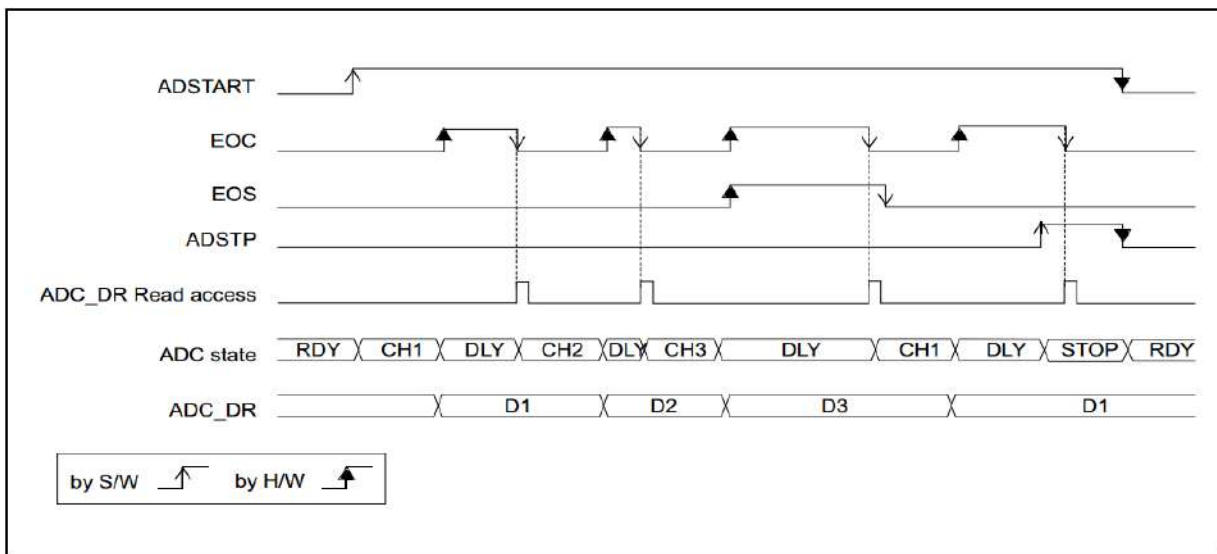 ADSTART
EOC
EOS
ADSTP
ADC_DR Read access
ADC state RDY CH1 DLY CH2 DLY CH3 DLY CH1 DLY STOP RDY
ADC_DR D1 D2 D3 D1
by S/W by H/W